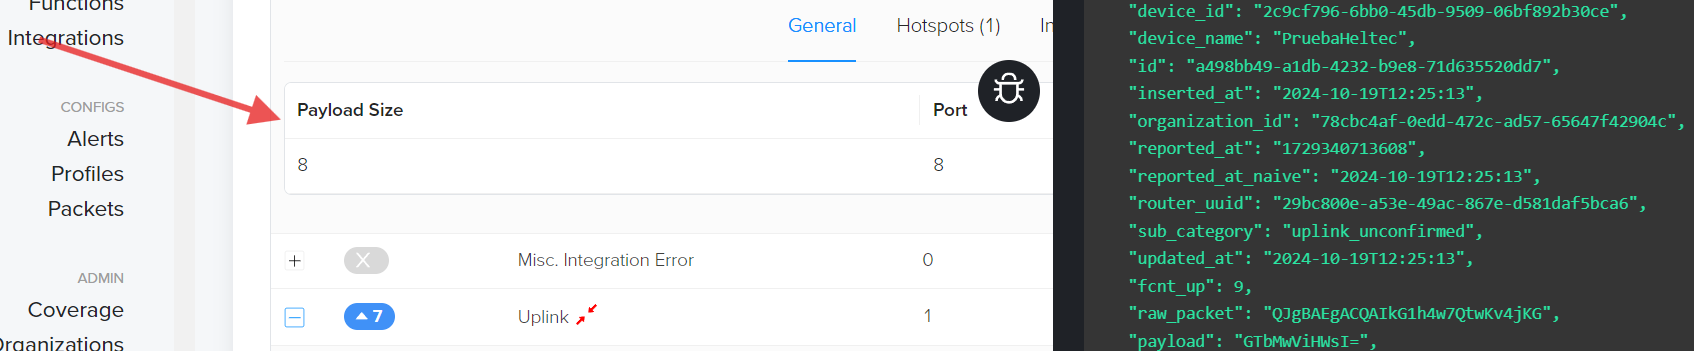 Functions
Integrations
CONFIGS
Alerts
Profiles
Packets
ADMIN
Coverage
Organizations
General Hotspots (1)
Payload Size Port
8 8
Misc. Integration Error 0
7 Uplink 1
"device_id": "2c9cf796-6bb0-45db-9509-06bf892b30ce",
"device_name": "PruebaHeltec",
"id": "a498bb49-a1db-4232-b9e8-71d635520dd7",
"inserted_at": "2024-10-19T12:25:13",
"organization_id": "78cbc4af-0edd-472c-ad57-65647f42904c",
"reported_at": "1729340713608",
"reported_at_naive": "2024-10-19T12:25:13",
"router_uuid": "29bc800e-a53e-49ac-867e-d581daf5bca6",
"sub_category": "uplink_unconfirmed",
"updated_at": "2024-10-19T12:25:13",
"fcnt_up": 9,
"raw_packet": "QJgBAEgACQAIkG1h4w7QtwKv4jKG",
"payload": "GTbMwViHWsI=",